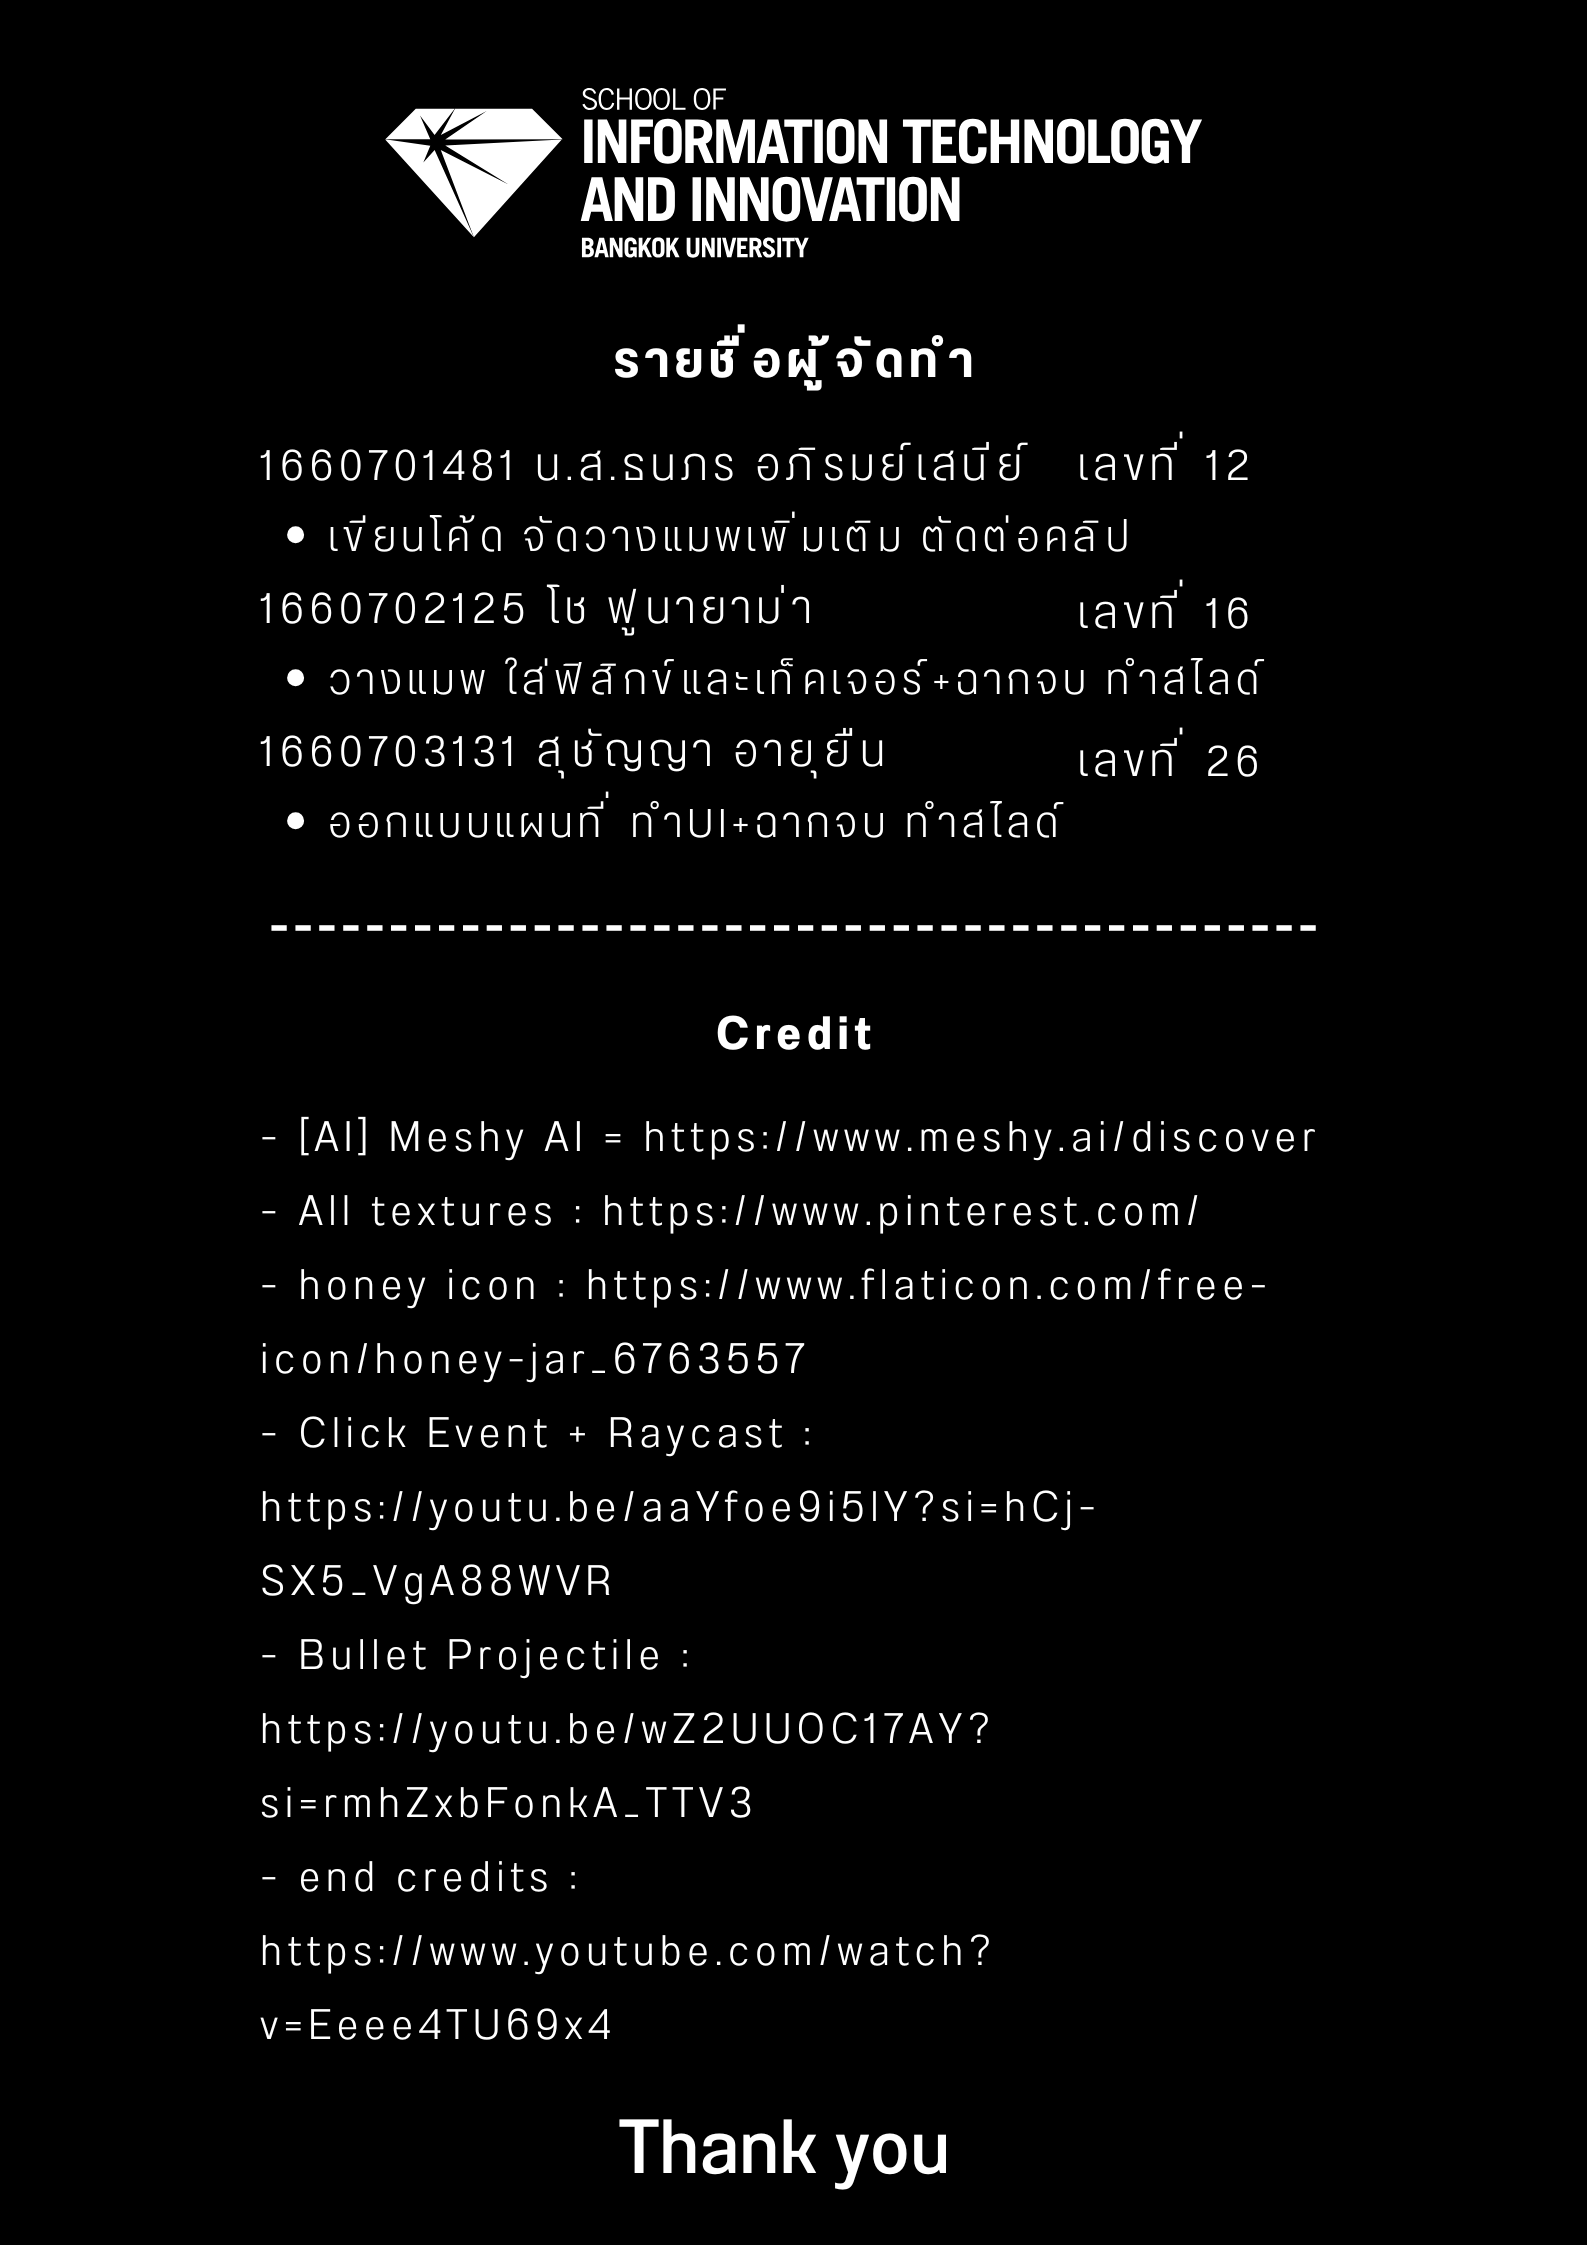 SCHOOL OF
INFORMATION TECHNOLOGY
AND INNOVATION
BANGKOK UNIVERSITY
รายชื่อผู้จัดทำ
1660701481 น.ส.ธนภร อภิรมย์เสนีย์ เลขที่ 12
• เขียนโค้ด จัดวางแมพเพิ่มเติม ตัดต่อคลิป
1660702125 โช ฟูนายาม่า เลขที่ 16
• วางแมพ ใส่ฟิสิกข์และเท็คเจอร์+ฉากจบ ทำสไลด์
1660703131 สุชัญญา อายุยืน เลขที่ 26
• ออกแบบแผนที่ ทำUI+ฉากจบ ทำสไลด์
--------------------------------------------
Credit
- [AI] Meshy AI = https://www.meshy.ai/discover
- All textures : https://www.pinterest.com/
- honey icon : https://www.flaticon.com/free-
icon/honey-jar_6763557
- Click Event + Raycast :
https://youtu.be/aaYfoe9i5lY?si=hCj-
SX5_VgA88WVR
- Bullet Projectile :
https://youtu.be/wZ2UUOC17AY?
si=rmhZxbFonkA_TTV3
- end credits :
https://www.youtube.com/watch?
v=Eeee4TU69x4
Thank you